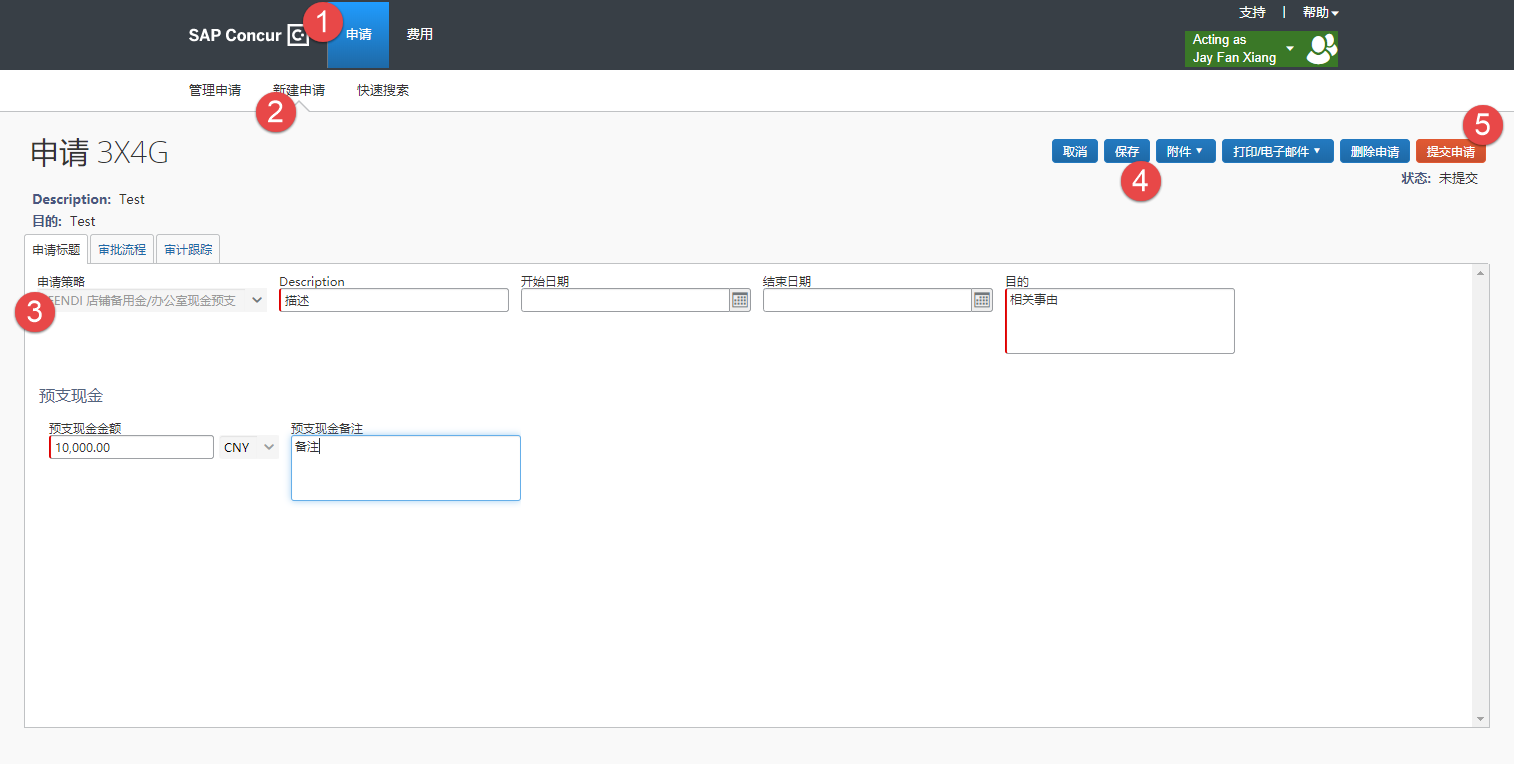 支持 | 帮助
SAP Concur C 1 申请 费用
Acting as
Jay Fan Xiang
管理申请 新建申请 快速搜索
2
5
申请 3X4G
取消 保存 附件 打印/电子邮件 删除申请 提交申请
4
状态: 未提交
Description: Test
目的: Test
申请标题 审批流程 审计跟踪
申请策略 Description 开始日期 结束日期 目的
3 FENDI 店铺备用金/办公室现金预支 描述 相关事由
预支现金
预支现金金额 预支现金备注
10,000.00 CNY 备注